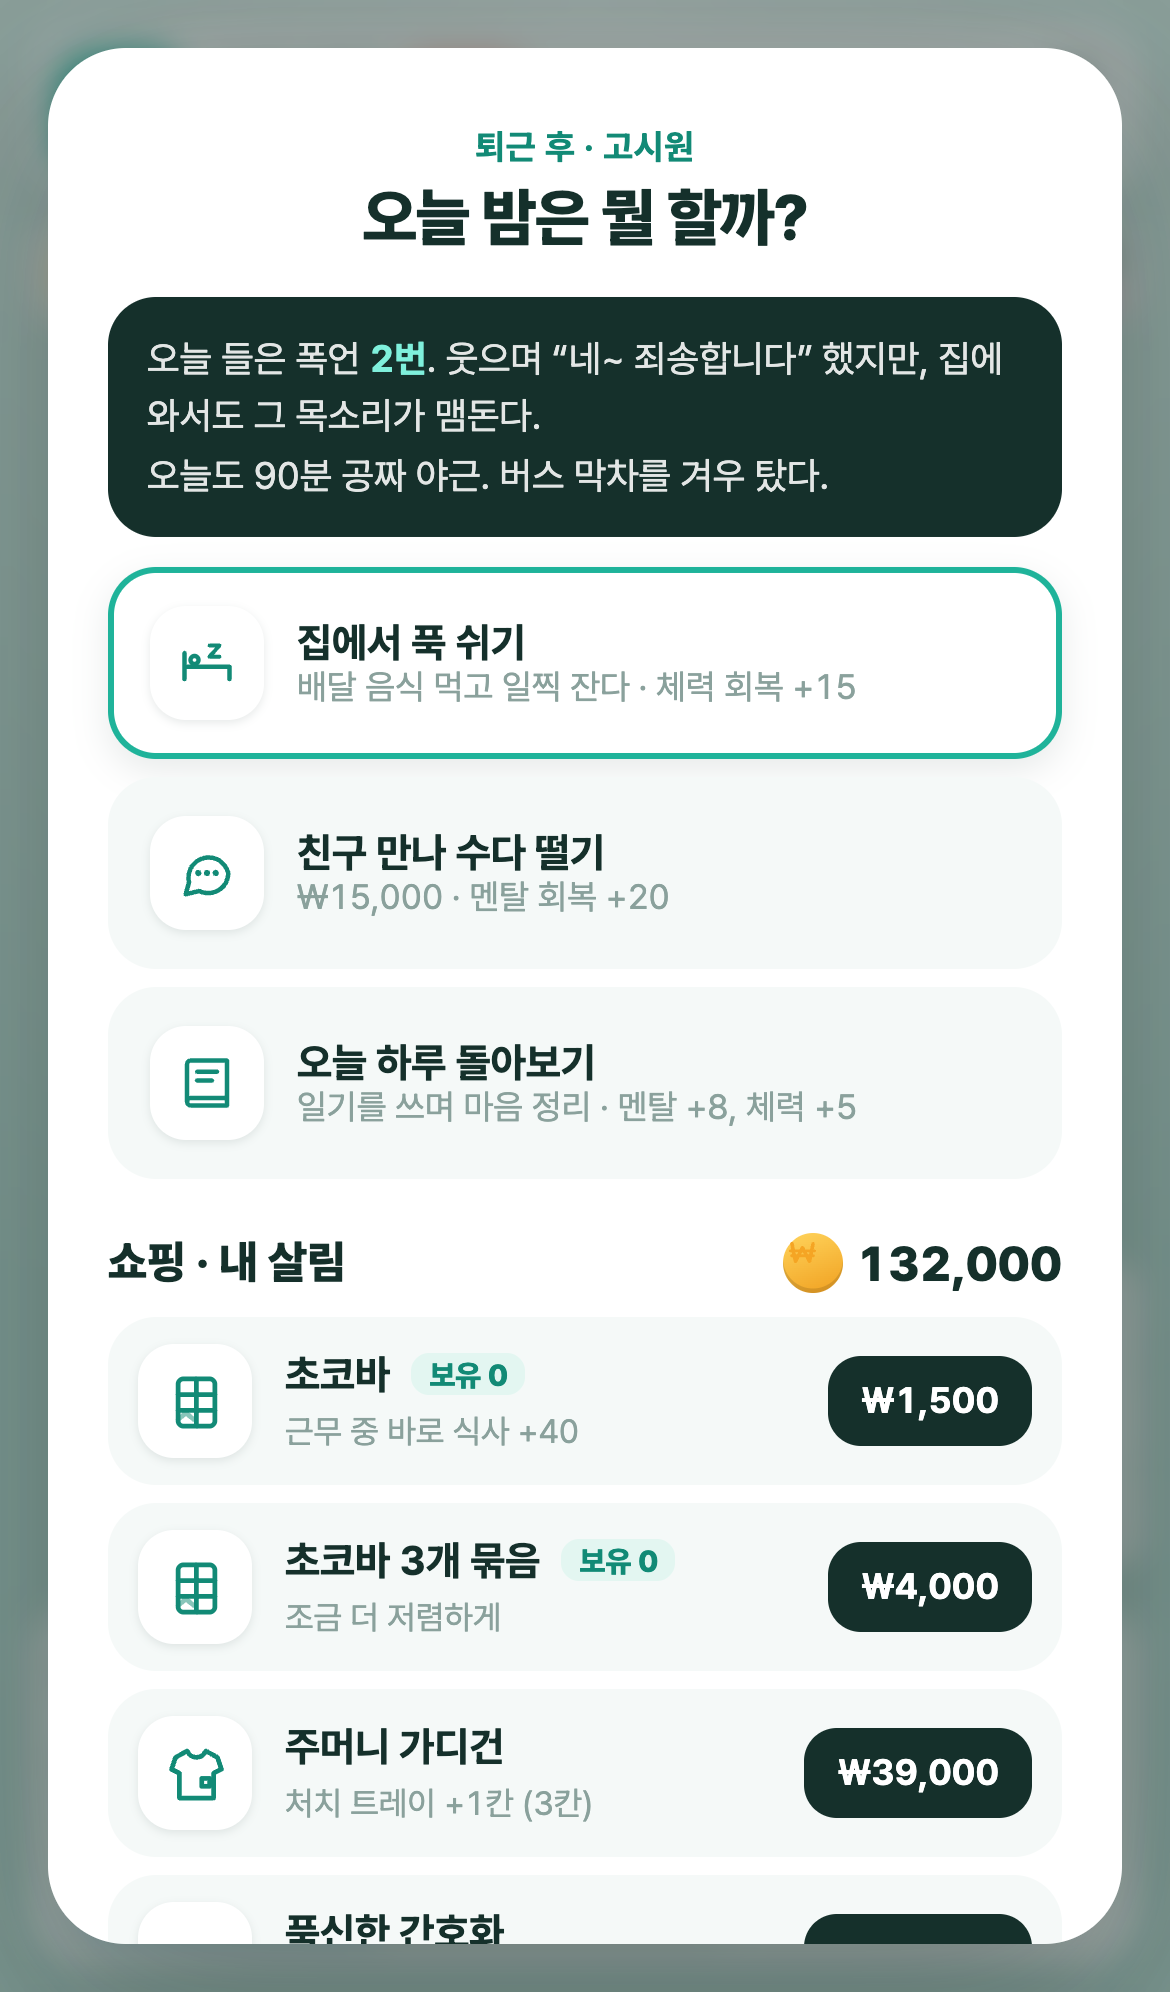 퇴근 후 · 고시원
오늘 밤은 뭘 할까?
오늘 들은 폭언 2번. 웃으며 “네~ 죄송합니다” 했지만, 집에
와서도 그 목소리가 맴돈다.
오늘도 90분 공짜 야근. 버스 막차를 겨우 탔다.
집에서 푹 쉬기
배달 음식 먹고 일찍 잔다 · 체력 회복 +15
친구 만나 수다 떨기
₩15,000 · 멘탈 회복 +20
오늘 하루 돌아보기
일기를 쓰며 마음 정리 · 멘탈 +8, 체력 +5
쇼핑 · 내 살림
₩ 132,000
초코바 보유 0
근무 중 바로 식사 +40
₩1,500
초코바 3개 묶음 보유 0
조금 더 저렴하게
₩4,000
주머니 가디건
처치 트레이 +1칸 (3칸)
₩39,000
푹신한 간호화